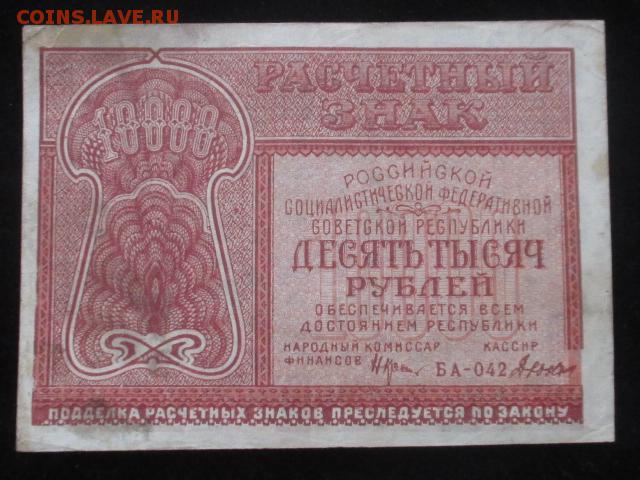 COINS.LAVE.РУ
10000
РАСЧЕТНЫЙ
ЗНАК
РОССИЙСКОЙ
СОЦИАЛИСТИЧЕСКОЙ ФЕДЕРАТИВНОЙ
СОВЕТСКОЙ РЕСПУБЛИКИ
ДЕСЯТЬ ТЫСЯЧ
РУБЛЕЙ
ОБЕСПЕЧИВАЕТСЯ ВСЕМ
ДОСТОЯНИЕМ РЕСПУБЛИКИ
НАРОДНЫЙ КОМИССАР КАССИР
ФИНАНСОВ БА-042
ПОДДЕЛКА РАСЧЕТНЫХ ЗНАКОВ ПРЕСЛЕДУЕТСЯ ПО ЗАКОНУ